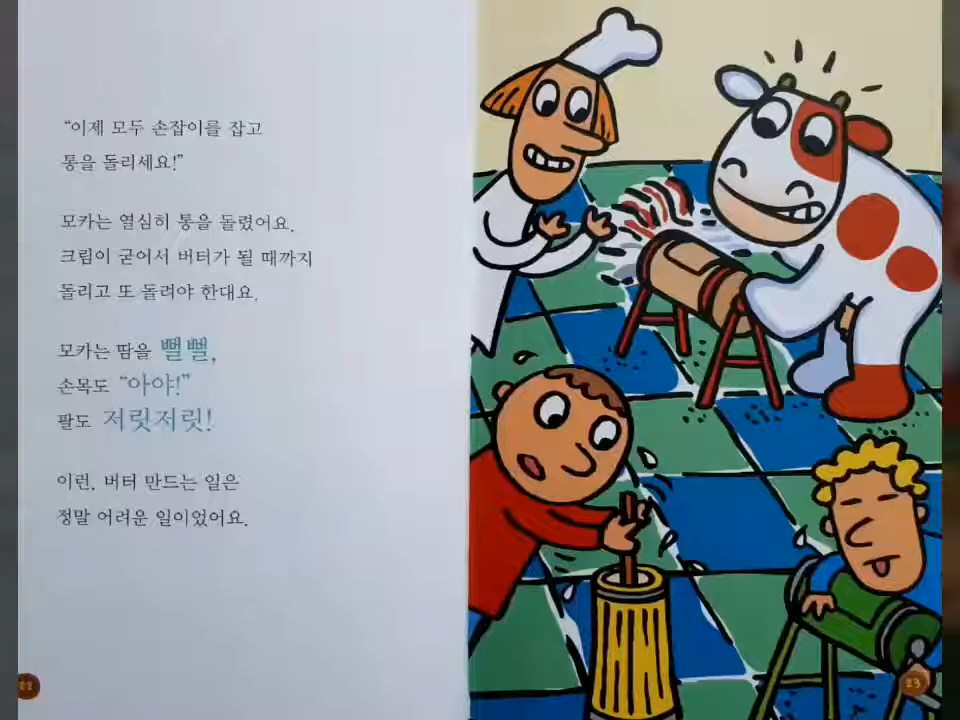 “이제 모두 손잡이를 잡고
통을 돌리세요!”
모카는 열심히 통을 돌렸어요.
크림이 굳어서 버터가 될 때까지
돌리고 또 돌려야 한대요.
모카는 땀을 뻘뻘,
손목도 “아야!”
팔도 저릿저릿!
이런, 버터 만드는 일은
정말 어려운 일이었어요.
22
23